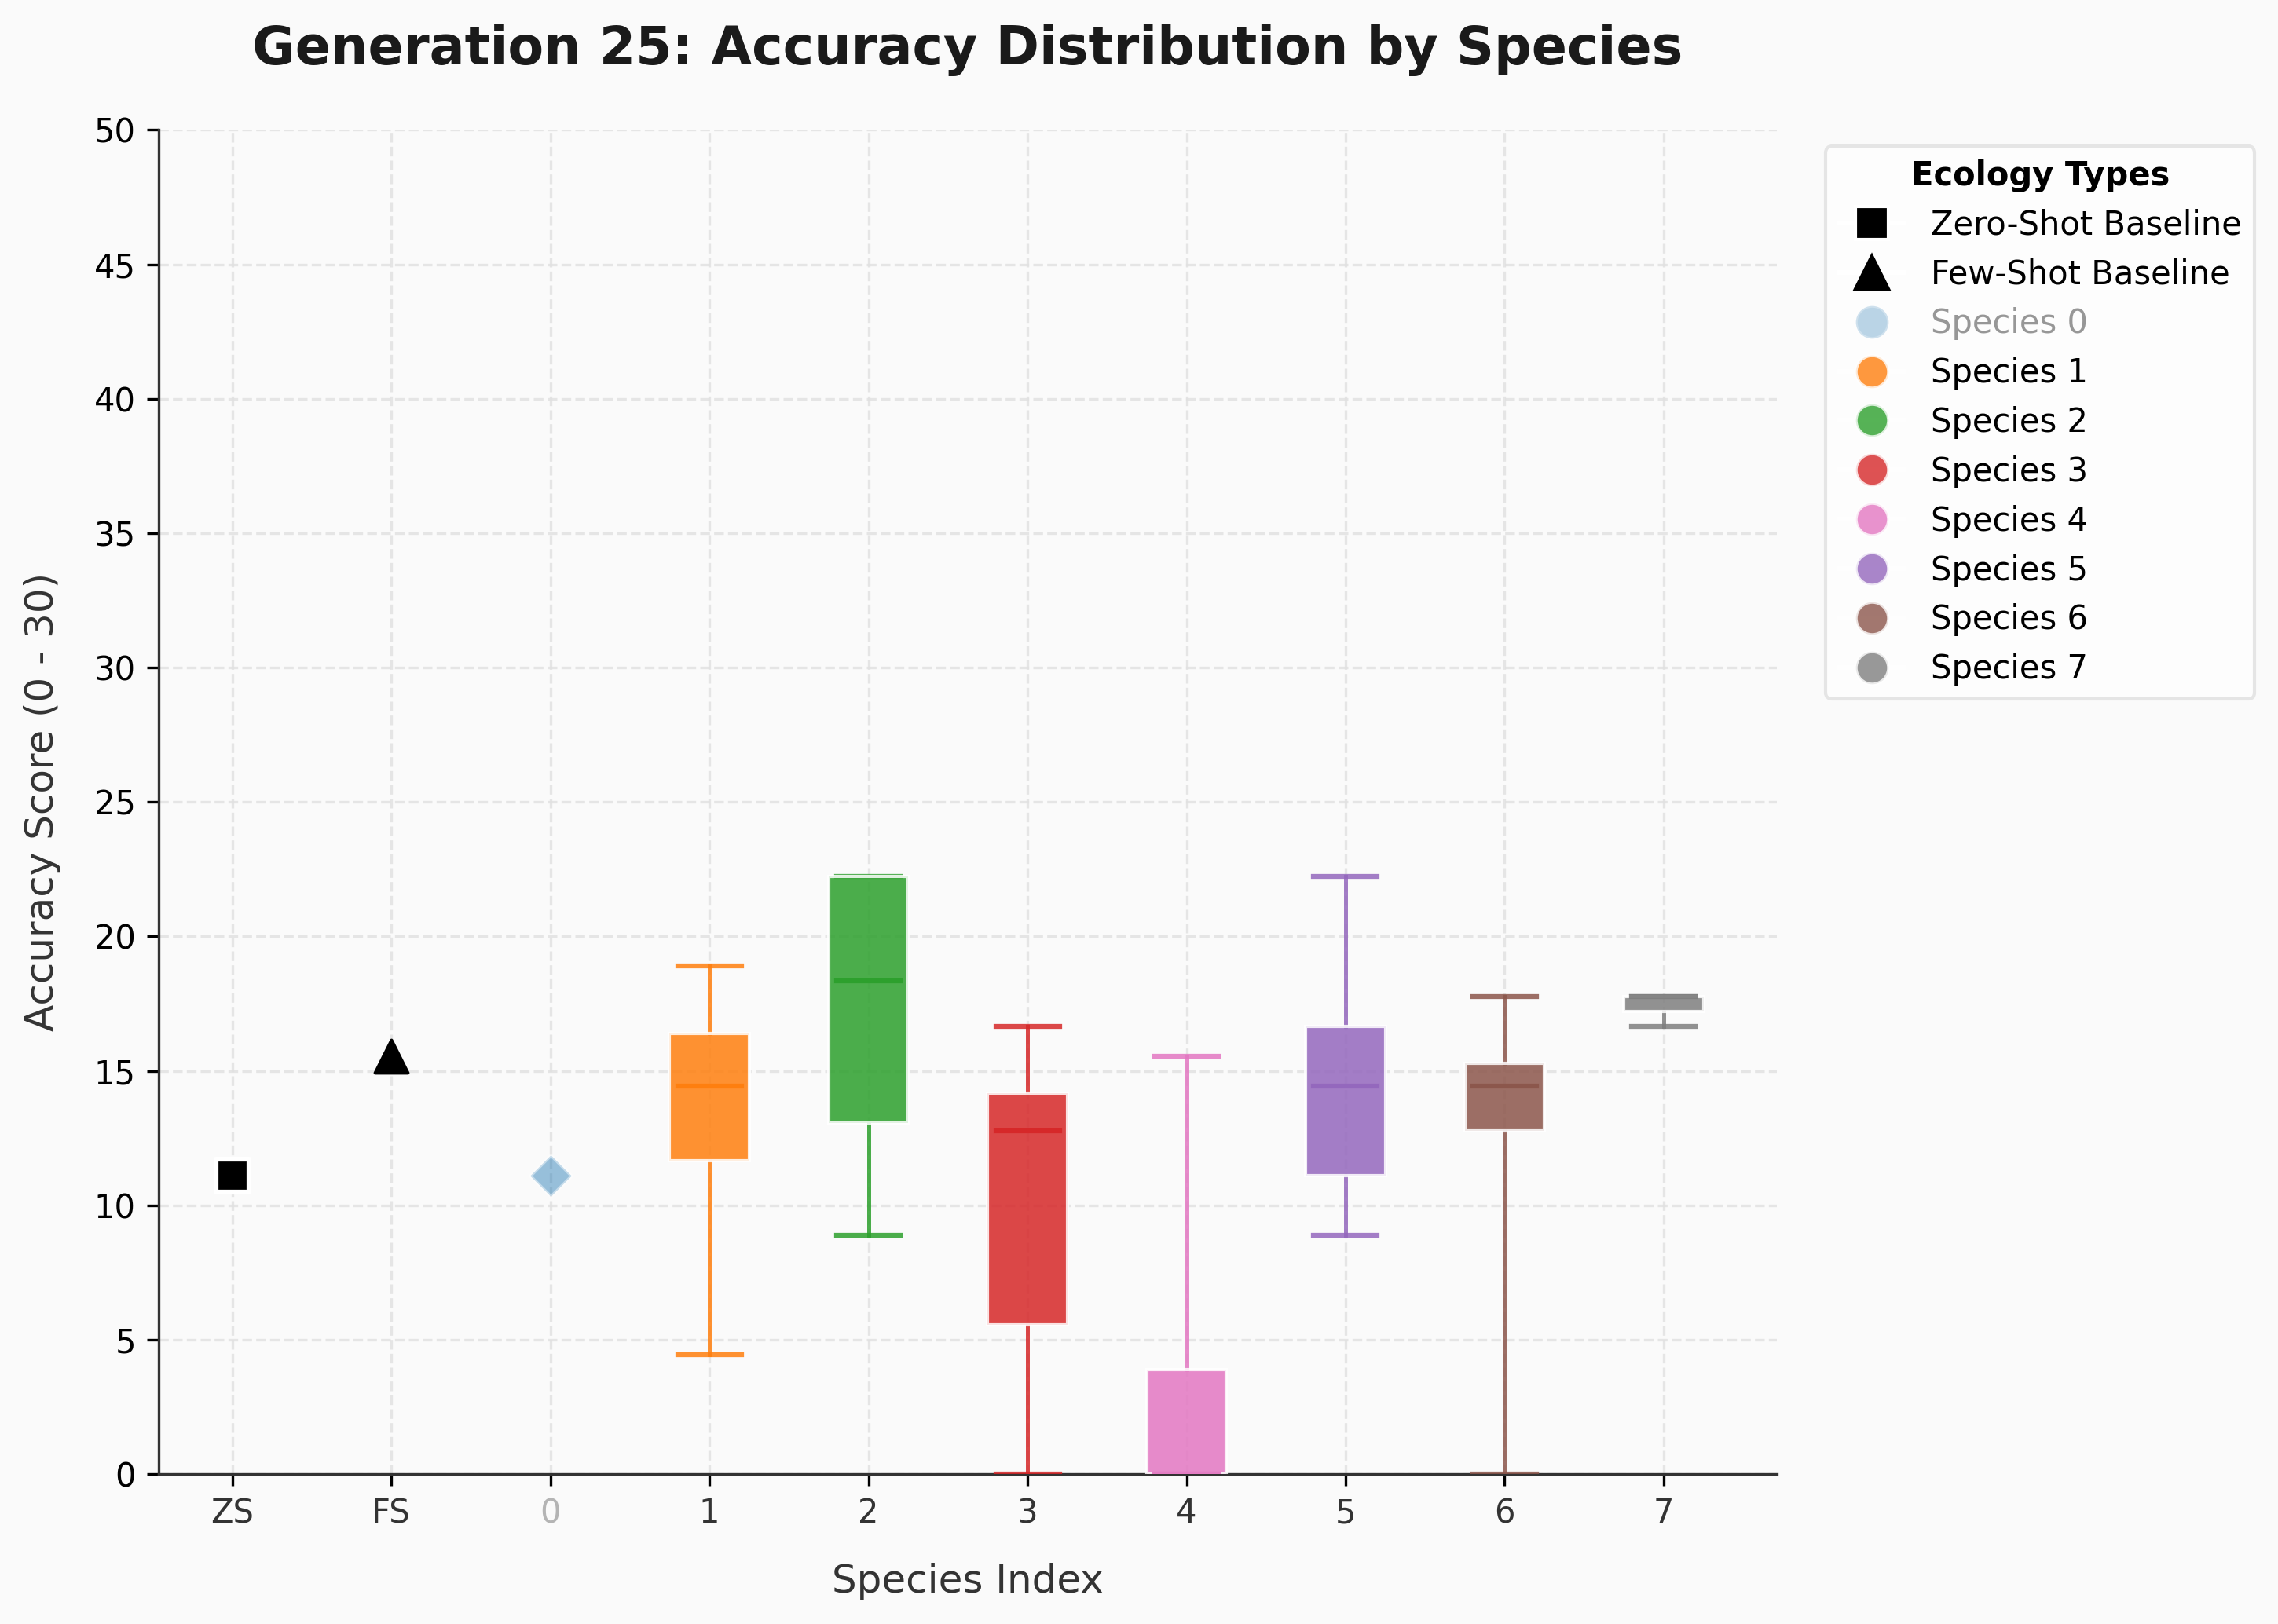 Generation 25: Accuracy Distribution by Species
50
45
40
35
30
25
20
15
10
5
0
Accuracy Score (0 - 30)
ZS FS 0 1 2 3 4 5 6 7
Species Index
Ecology Types
Zero-Shot Baseline
Few-Shot Baseline
Species 0
Species 1
Species 2
Species 3
Species 4
Species 5
Species 6
Species 7